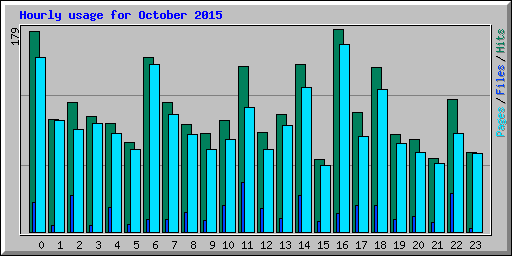 Hourly usage for October 2015
179
Pages/Files/Hits
0 1 2 3 4 5 6 7 8 9 10 11 12 13 14 15 16 17 18 19 20 21 22 23